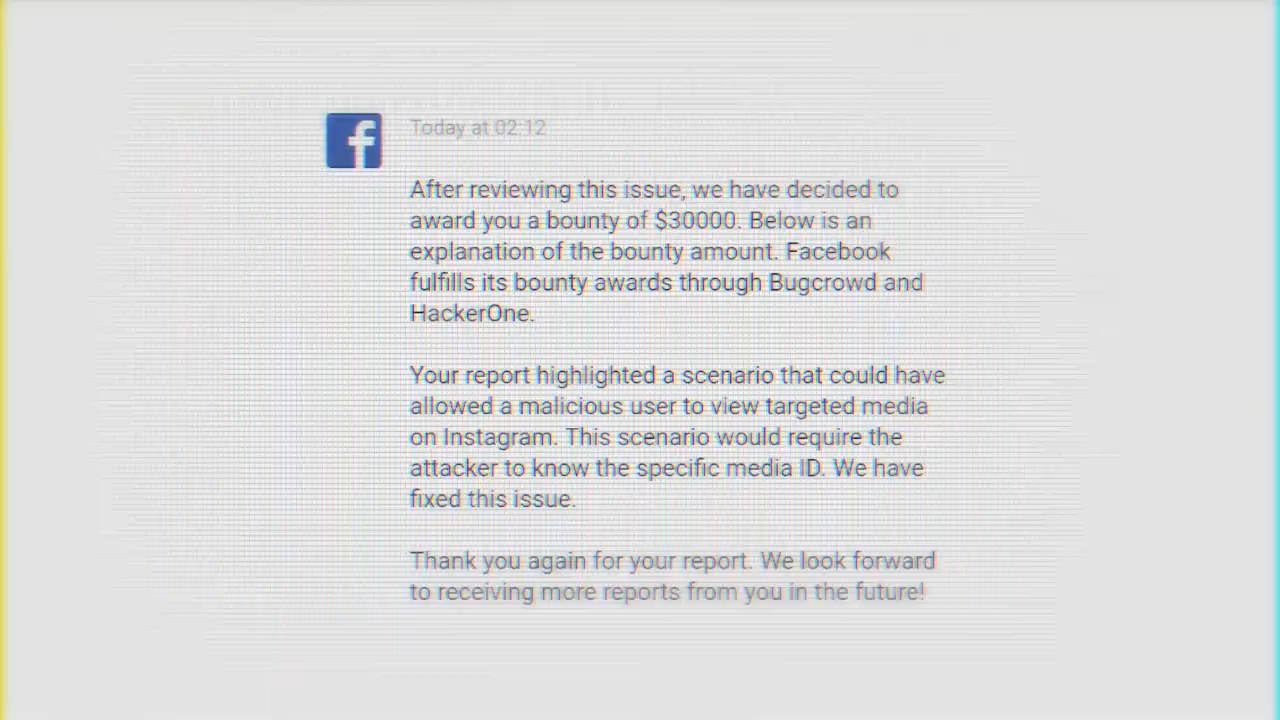 Today at 02:12
After reviewing this issue, we have decided to
award you a bounty of $30000. Below is an
explanation of the bounty amount. Facebook
fulfills its bounty awards through Bugcrowd and
HackerOne.
Your report highlighted a scenario that could have
allowed a malicious user to view targeted media
on Instagram. This scenario would require the
attacker to know the specific media ID. We have
fixed this issue.
Thank you again for your report. We look forward
to receiving more reports from you in the future!